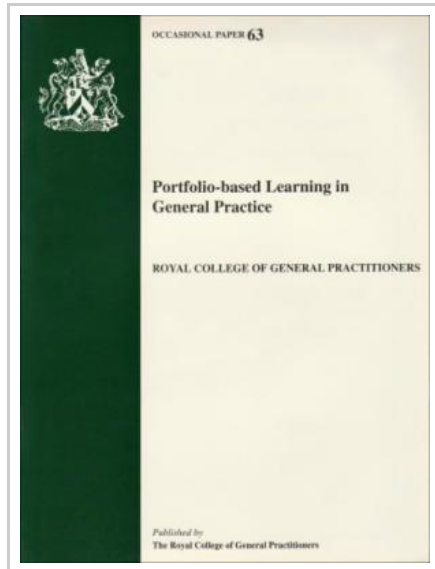 OCCASIONAL PAPER 63
Portfolio-based Learning in
General Practice
ROYAL COLLEGE OF GENERAL PRACTITIONERS
Published by
The Royal College of General Practitioners